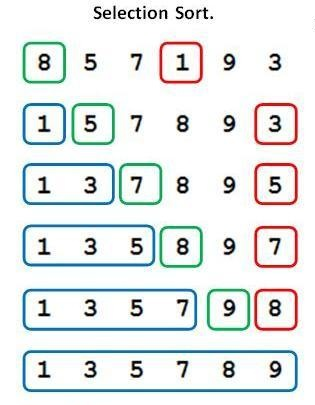 Selection Sort.
8 5 7 1 9 3
1 5 7 8 9 3
1 3 7 8 9 5
1 3 5 8 9 7
1 3 5 7 9 8
1 3 5 7 8 9